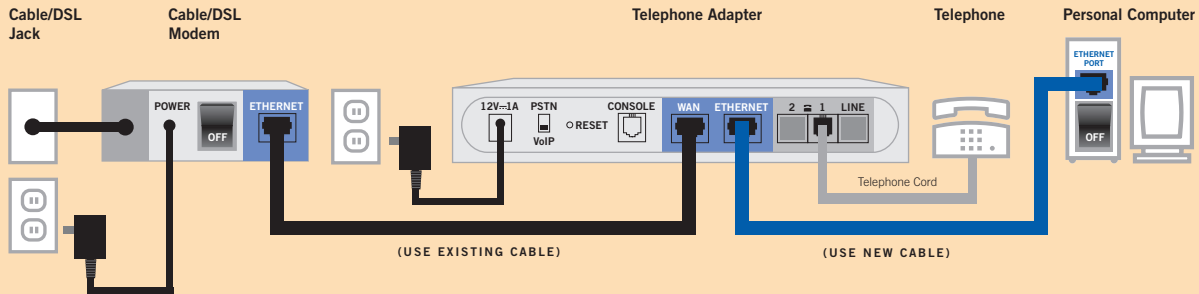 Cable/DSL
Jack
Cable/DSL
Modem
Telephone Adapter
Telephone
Personal Computer
ETHERNET
PORT
OFF
POWER
OFF
ETHERNET
12V⎓1A
PSTN
VoIP
RESET
CONSOLE
WAN
ETHERNET
2 1
LINE
Telephone Cord
(USE EXISTING CABLE)
(USE NEW CABLE)